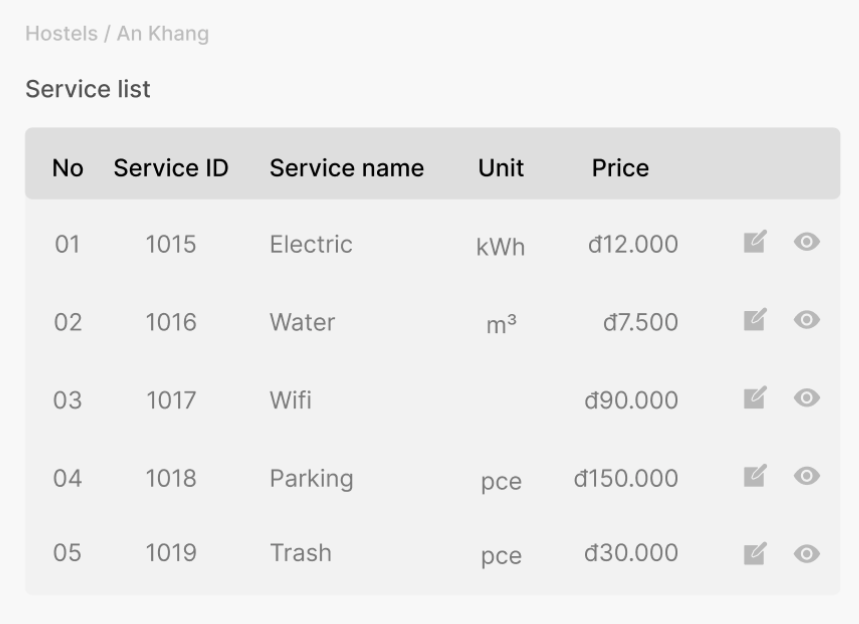 Hostels / An Khang
Service list
No Service ID Service name Unit Price
01 1015 Electric kWh đ12.000
02 1016 Water m³ đ7.500
03 1017 Wifi đ90.000
04 1018 Parking pce đ150.000
05 1019 Trash pce đ30.000